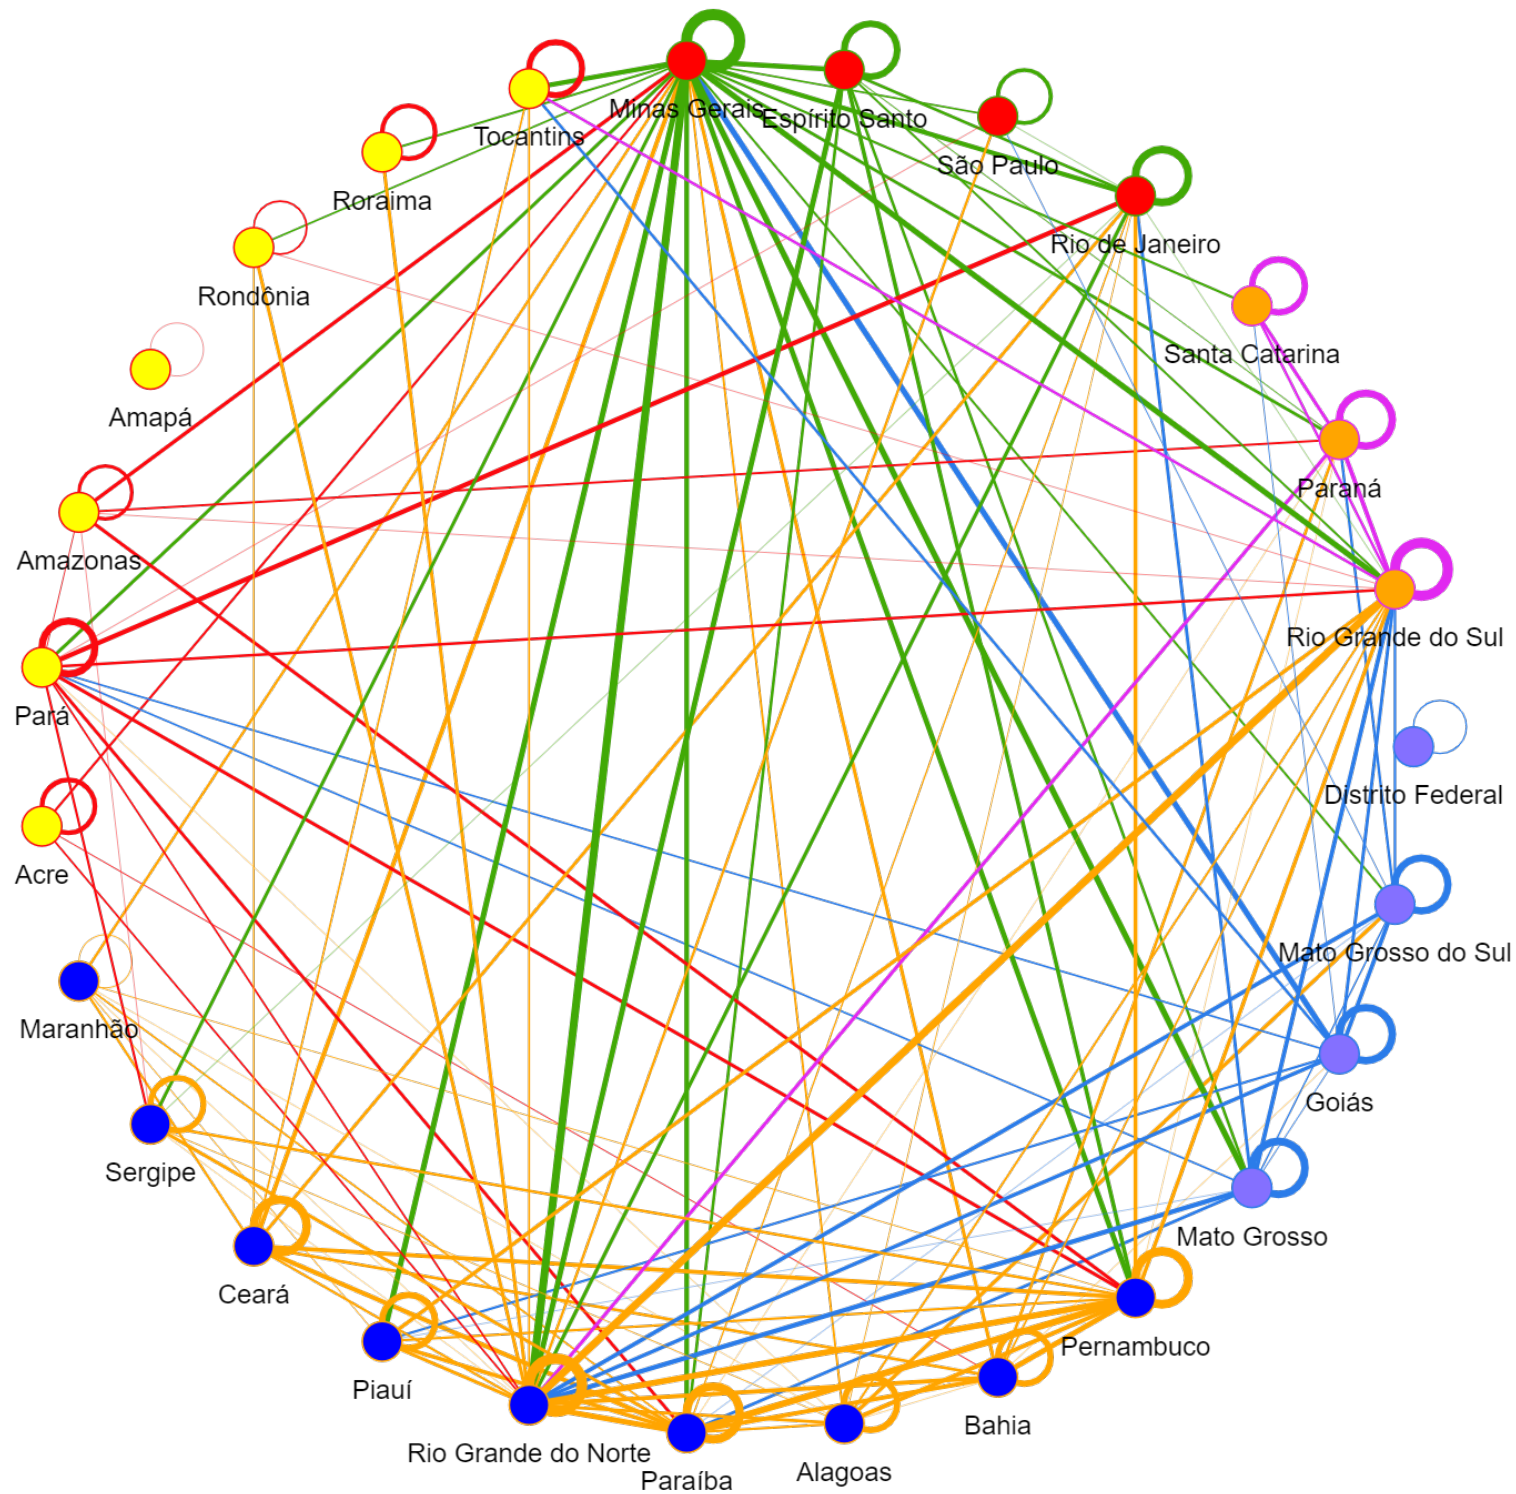 Minas Gerais
Espírito Santo
Tocantins
São Paulo
Roraima
Rio de Janeiro
Rondônia
Santa Catarina
Amapá
Paraná
Amazonas
Rio Grande do Sul
Pará
Distrito Federal
Acre
Mato Grosso do Sul
Maranhão
Goiás
Sergipe
Mato Grosso
Ceará
Pernambuco
Piauí
Bahia
Rio Grande do Norte
Alagoas
Paraíba